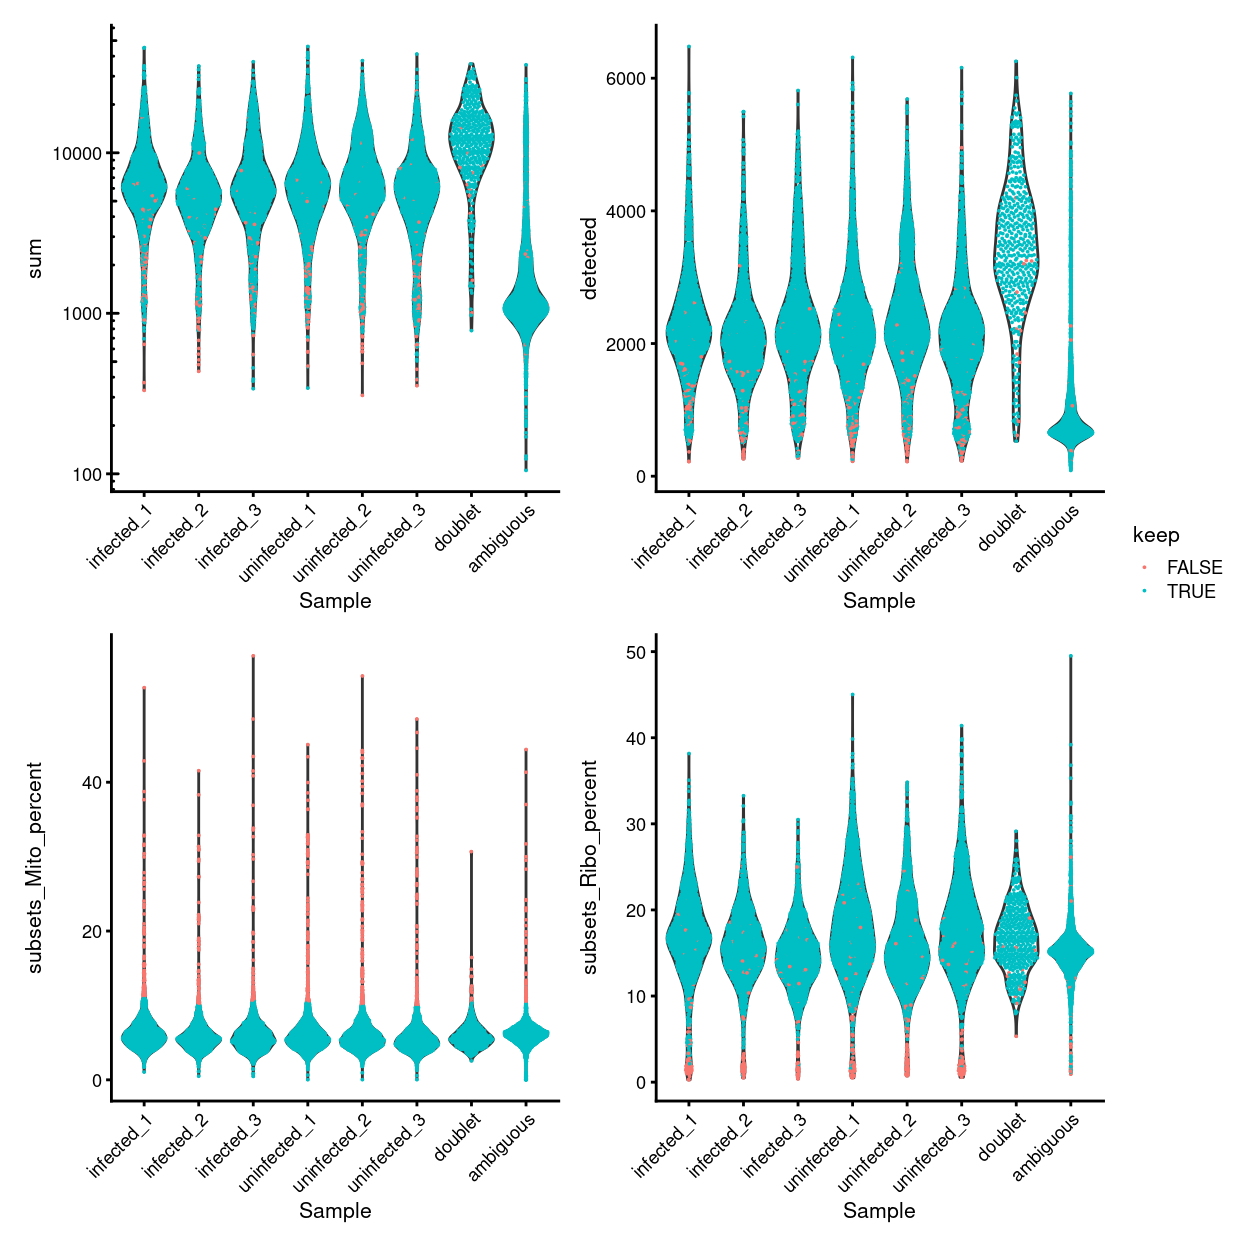 sum
10000
1000
100
infected_1
infected_2
infected_3
uninfected_1
uninfected_2
uninfected_3
doublet
ambiguous
Sample
detected
6000
4000
2000
0
infected_1
infected_2
infected_3
uninfected_1
uninfected_2
uninfected_3
doublet
ambiguous
Sample
keep
FALSE
TRUE
subsets_Mito_percent
40
20
0
infected_1
infected_2
infected_3
uninfected_1
uninfected_2
uninfected_3
doublet
ambiguous
Sample
subsets_Ribo_percent
50
40
30
20
10
0
infected_1
infected_2
infected_3
uninfected_1
uninfected_2
uninfected_3
doublet
ambiguous
Sample